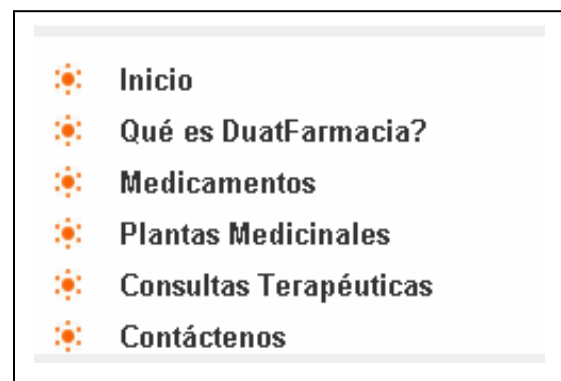 Inicio
Qué es DuatFarmacia?
Medicamentos
Plantas Medicinales
Consultas Terapéuticas
Contáctenos